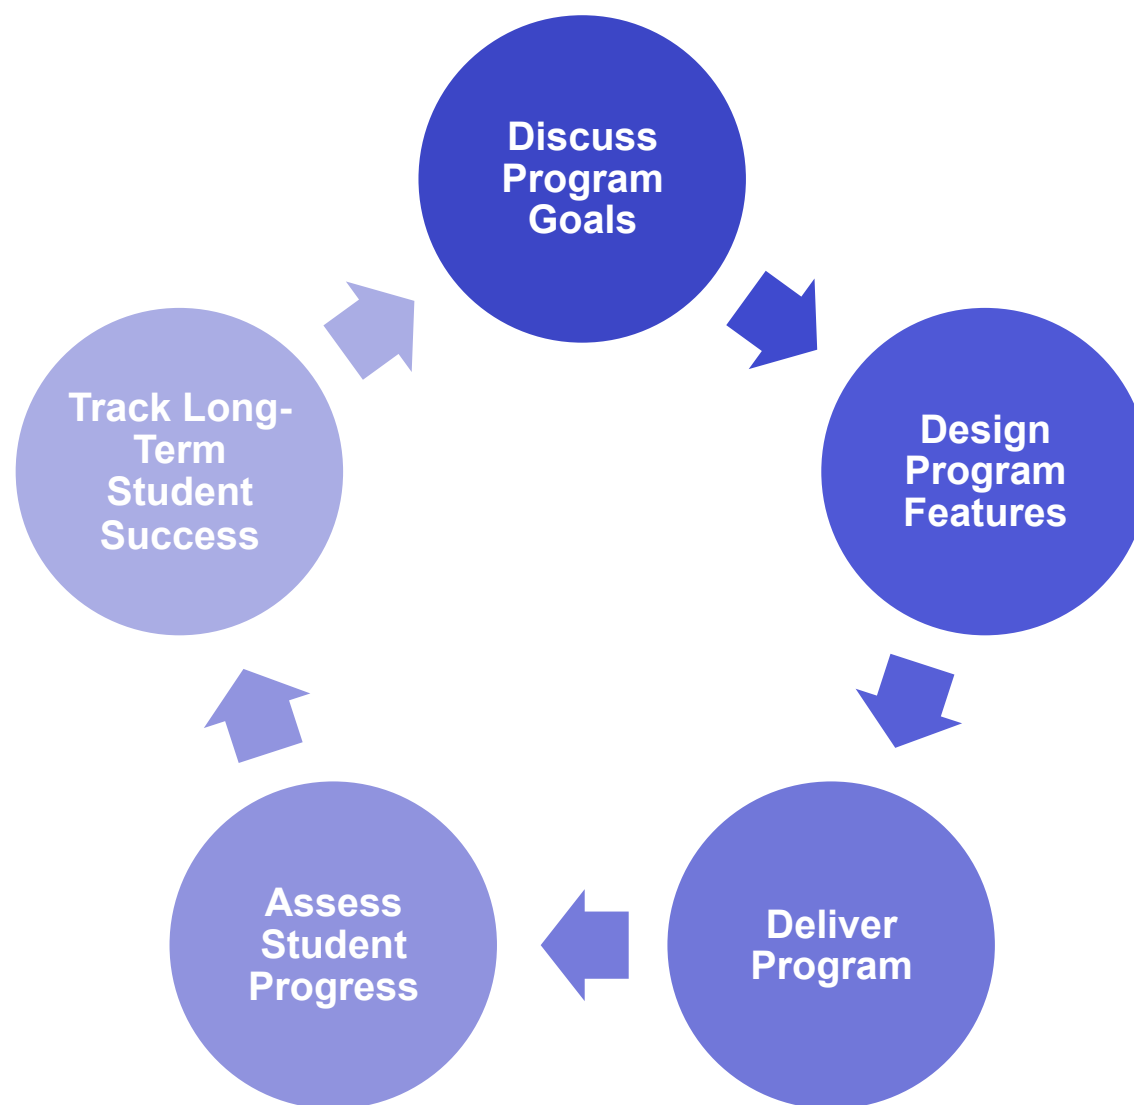 Discuss
Program
Goals
Design
Program
Features
Deliver
Program
Assess
Student
Progress
Track Long-
Term
Student
Success